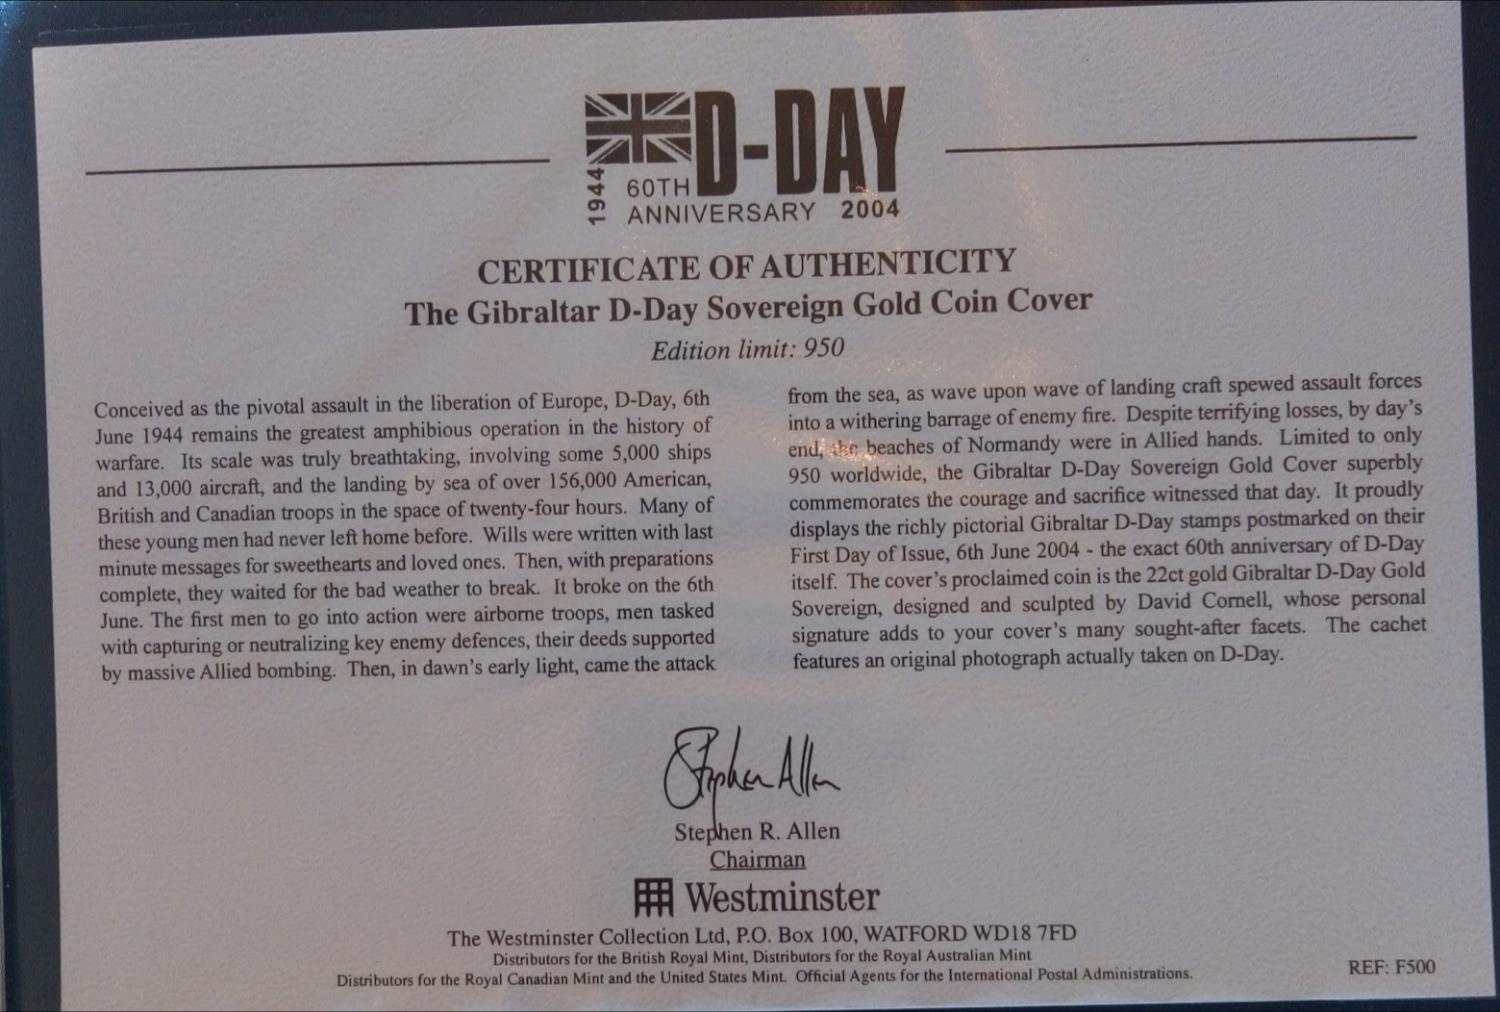 D-DAY
1944
60TH
ANNIVERSARY 2004
CERTIFICATE OF AUTHENTICITY
The Gibraltar D-Day Sovereign Gold Coin Cover
Edition limit: 950
Conceived as the pivotal assault in the liberation of Europe, D-Day, 6th
June 1944 remains the greatest amphibious operation in the history of
warfare. Its scale was truly breathtaking, involving some 5,000 ships
and 13,000 aircraft, and the landing by sea of over 156,000 American,
British and Canadian troops in the space of twenty-four hours. Many of
these young men had never left home before. Wills were written with last
minute messages for sweethearts and loved ones. Then, with preparations
complete, they waited for the bad weather to break. It broke on the 6th
June. The first men to go into action were airborne troops, men tasked
with capturing or neutralizing key enemy defences, their deeds supported
by massive Allied bombing. Then, in dawn's early light, came the attack
from the sea, as wave upon wave of landing craft spewed assault forces
into a withering barrage of enemy fire. Despite terrifying losses, by day's
end, the beaches of Normandy were in Allied hands. Limited to only
950 worldwide, the Gibraltar D-Day Sovereign Gold Cover superbly
commemorates the courage and sacrifice witnessed that day. It proudly
displays the richly pictorial Gibraltar D-Day stamps postmarked on their
First Day of Issue, 6th June 2004 - the exact 60th anniversary of D-Day
itself. The cover's proclaimed coin is the 22ct gold Gibraltar D-Day Gold
Sovereign, designed and sculpted by David Cornell, whose personal
signature adds to your cover's many sought-after facets. The cachet
features an original photograph actually taken on D-Day.
Stephen Allen
Stephen R. Allen
Chairman
Westminster
The Westminster Collection Ltd, P.O. Box 100, WATFORD WD18 7FD
Distributors for the British Royal Mint, Distributors for the Royal Australian Mint
Distributors for the Royal Canadian Mint and the United States Mint. Official Agents for the International Postal Administrations.
REF: F500